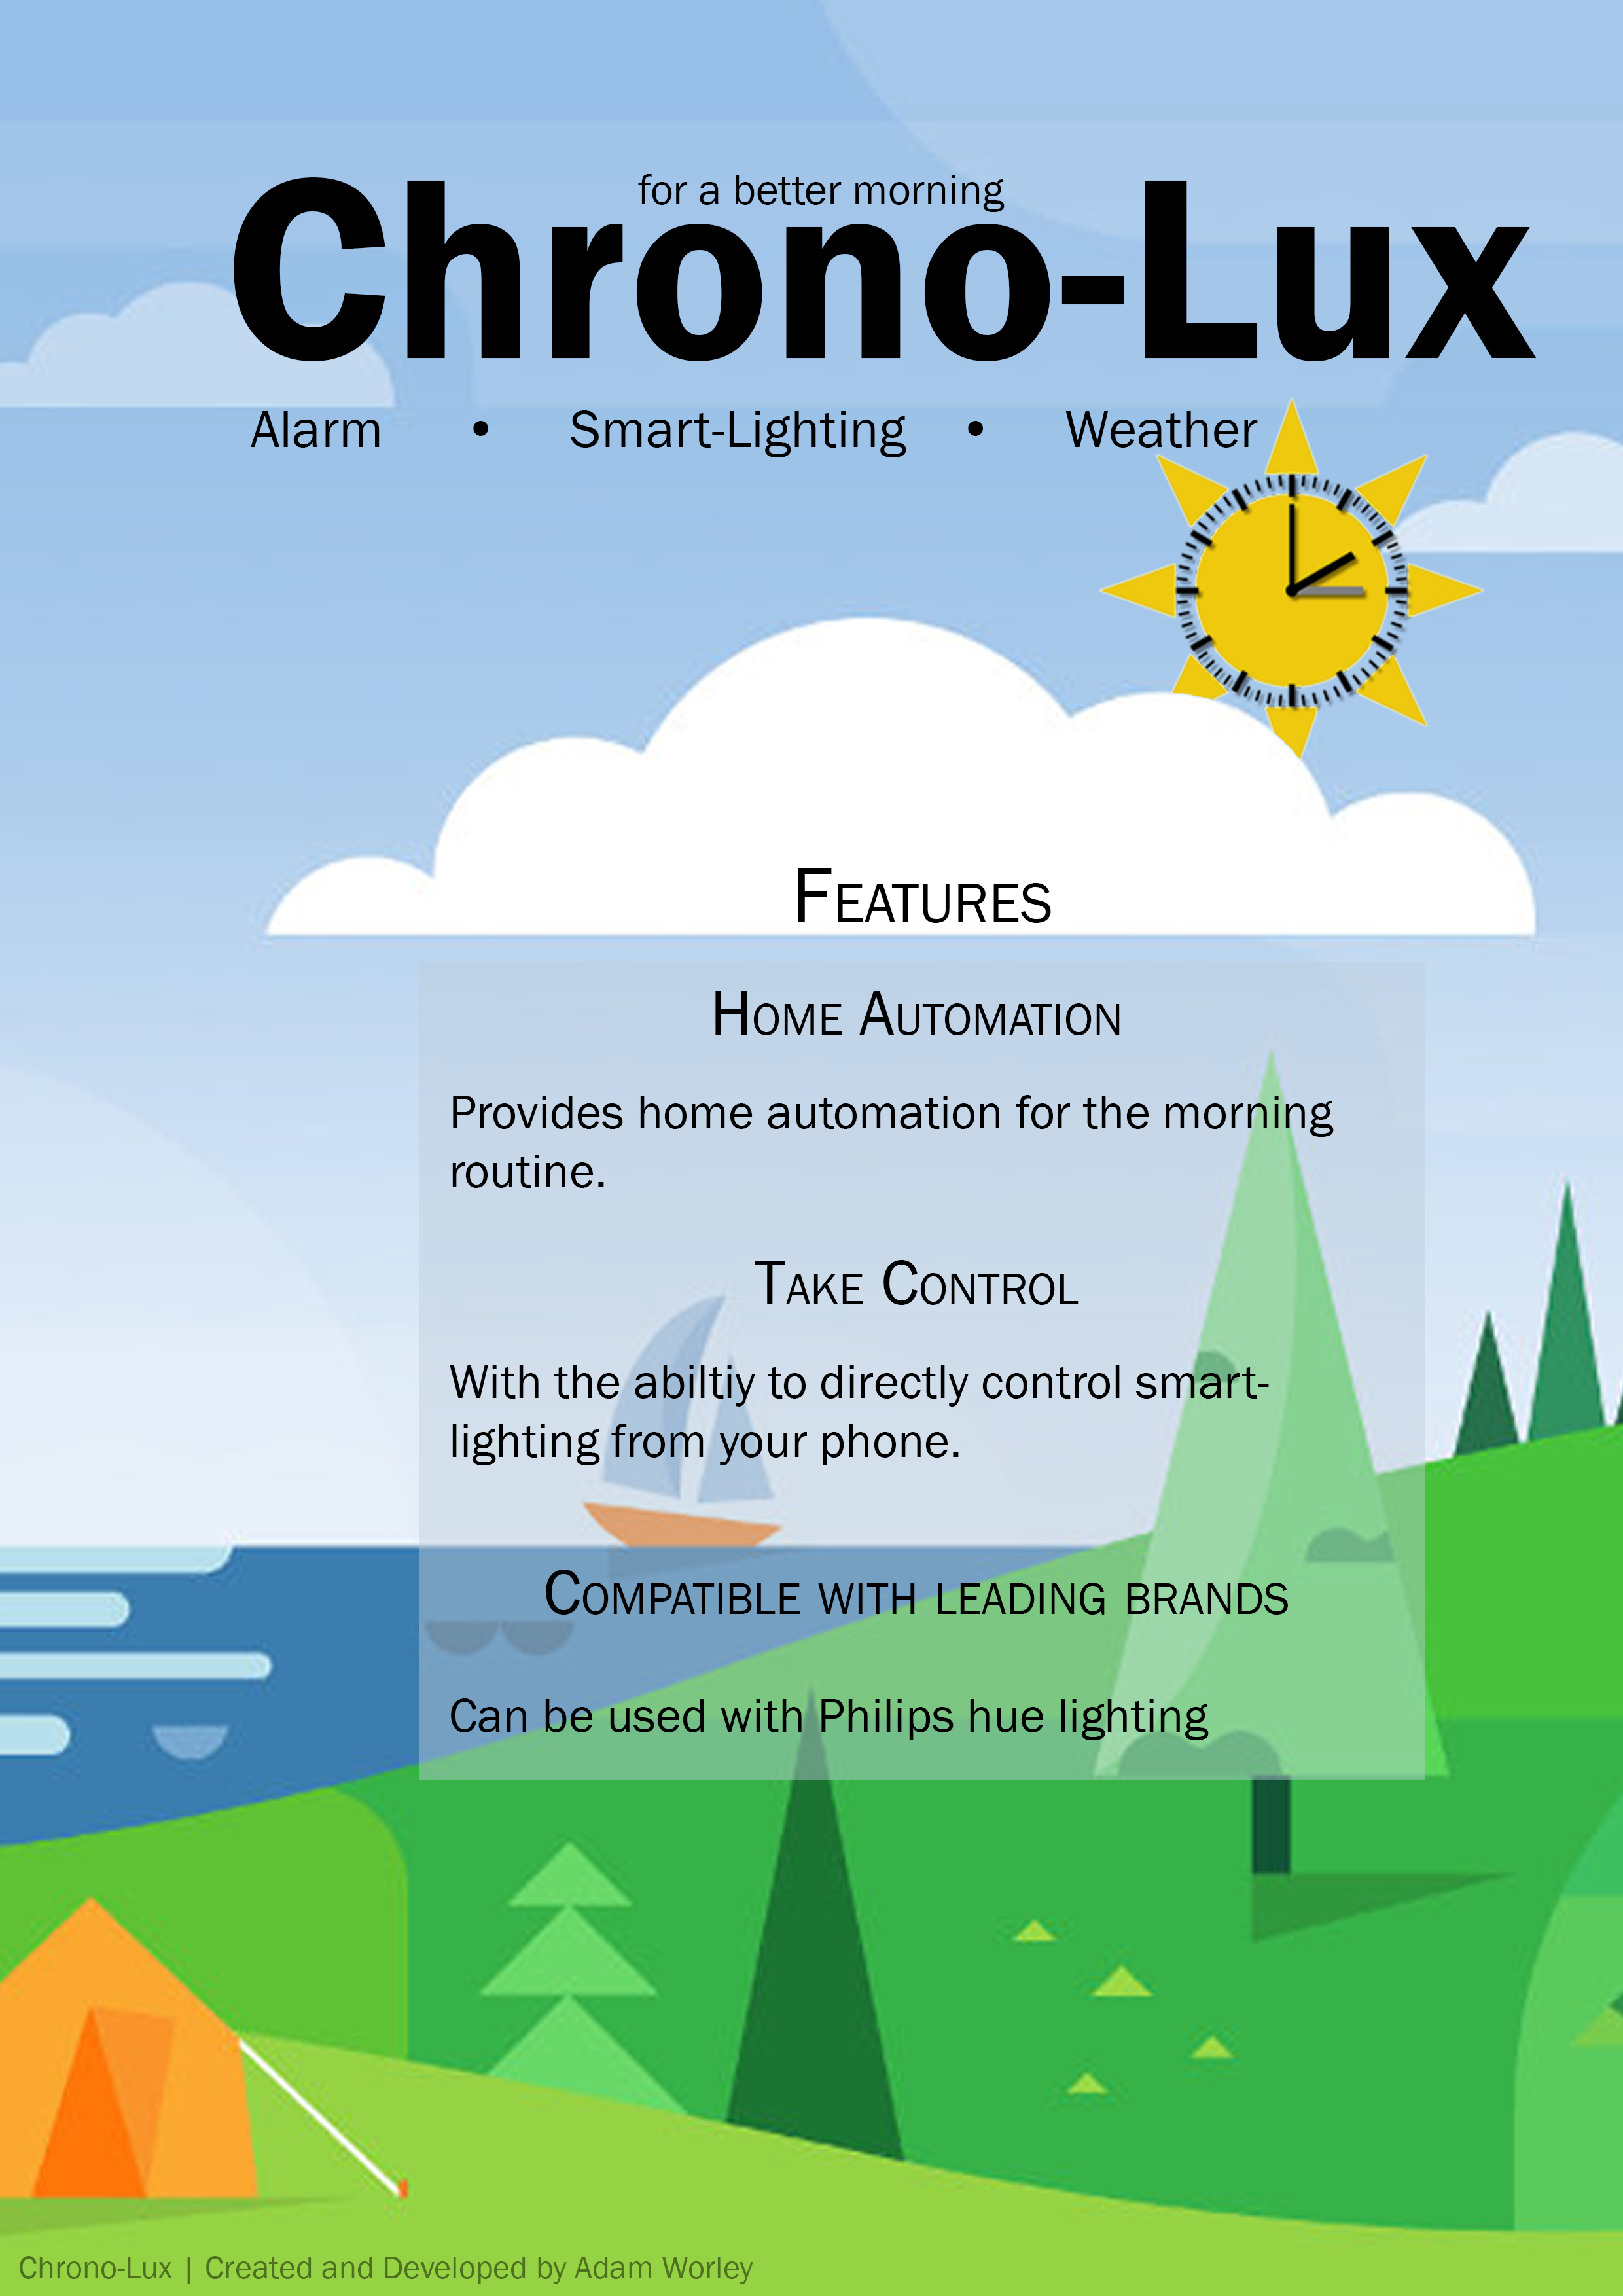 for a better morning
Chrono-Lux
Alarm • Smart-Lighting • Weather
Features
Home Automation
Provides home automation for the morning
routine.
Take Control
With the abiltiy to directly control smart-
lighting from your phone.
Compatible with leading brands
Can be used with Philips hue lighting
Chrono-Lux | Created and Developed by Adam Worley